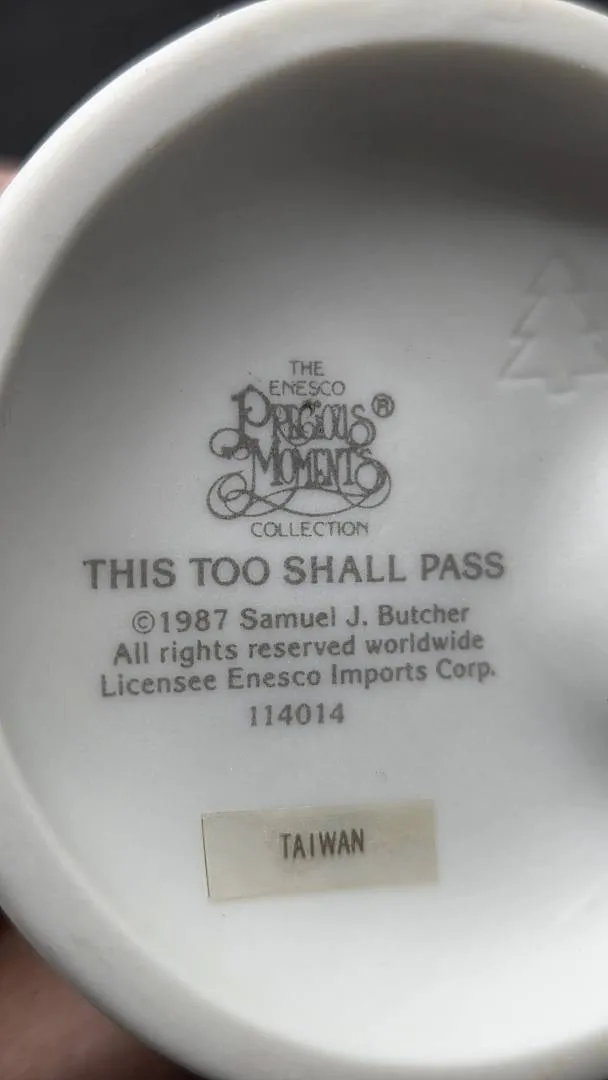 THE
ENESCO
PRECIOUS®
MOMENTS
COLLECTION
THIS TOO SHALL PASS
©1987 Samuel J. Butcher
All rights reserved worldwide
Licensee Enesco Imports Corp.
114014
TAIWAN